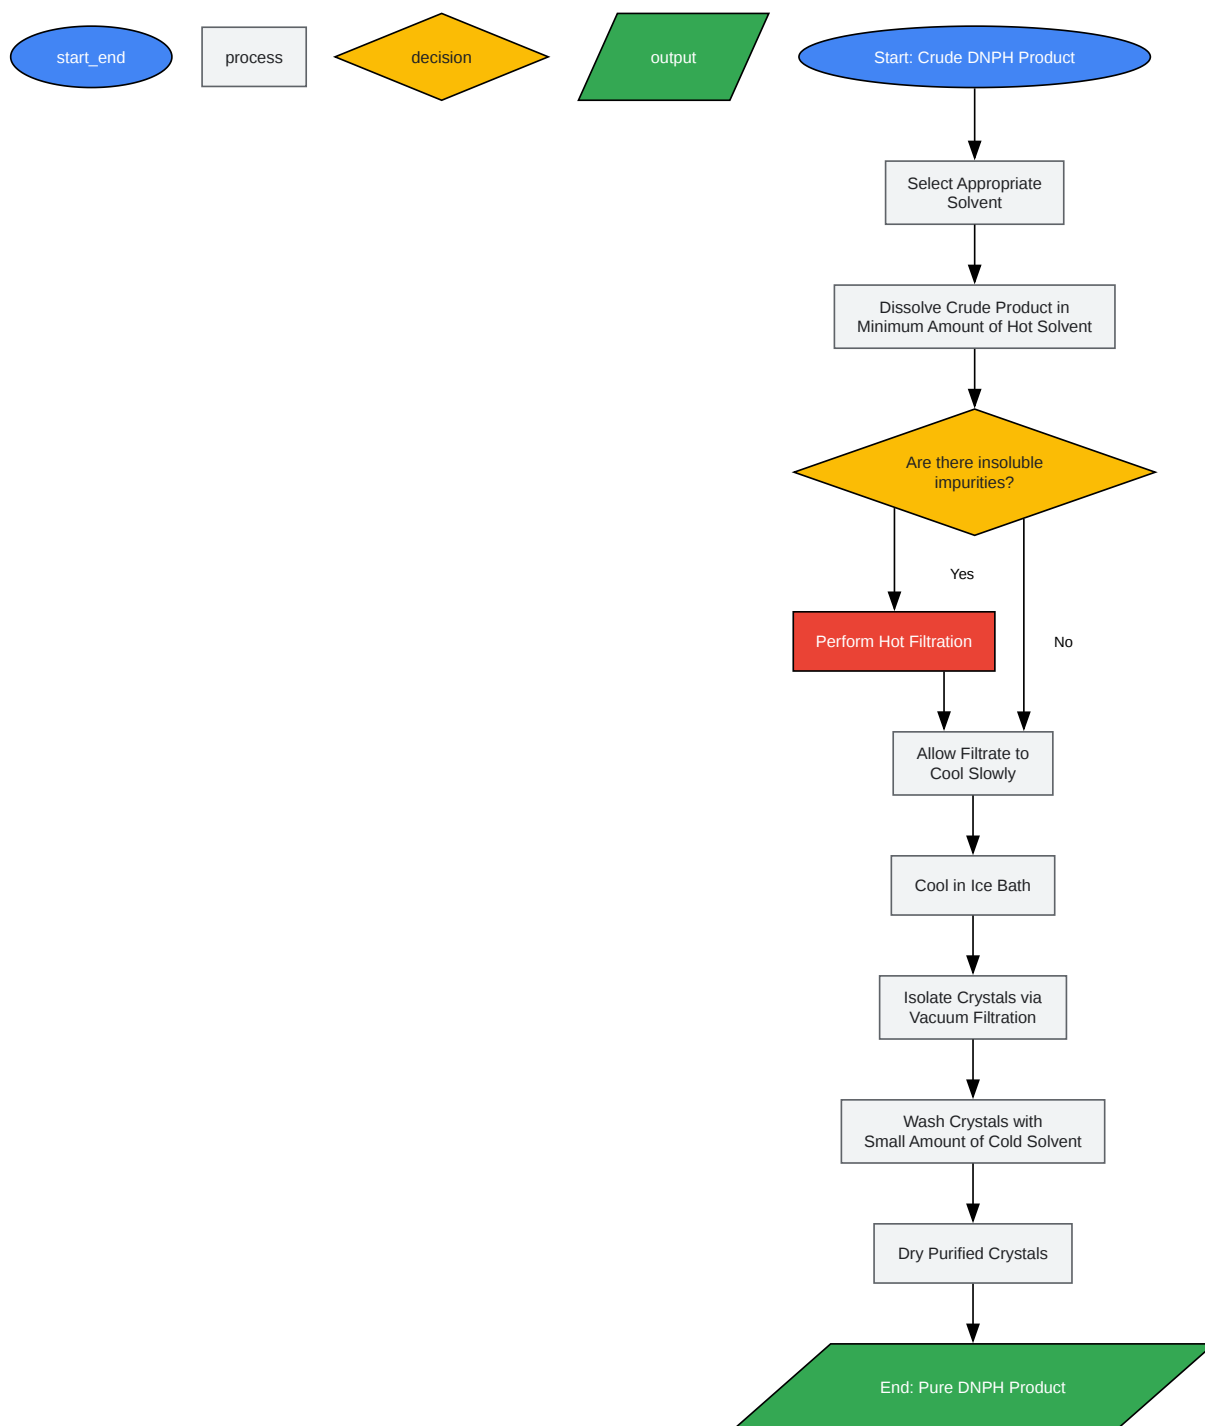 start_end
process
decision
output
Start: Crude DNPH Product
Select Appropriate
Solvent
Dissolve Crude Product in
Minimum Amount of Hot Solvent
Are there insoluble
impurities?
Yes
Perform Hot Filtration
No
Allow Filtrate to
Cool Slowly
Cool in Ice Bath
Isolate Crystals via
Vacuum Filtration
Wash Crystals with
Small Amount of Cold Solvent
Dry Purified Crystals
End: Pure DNPH Product